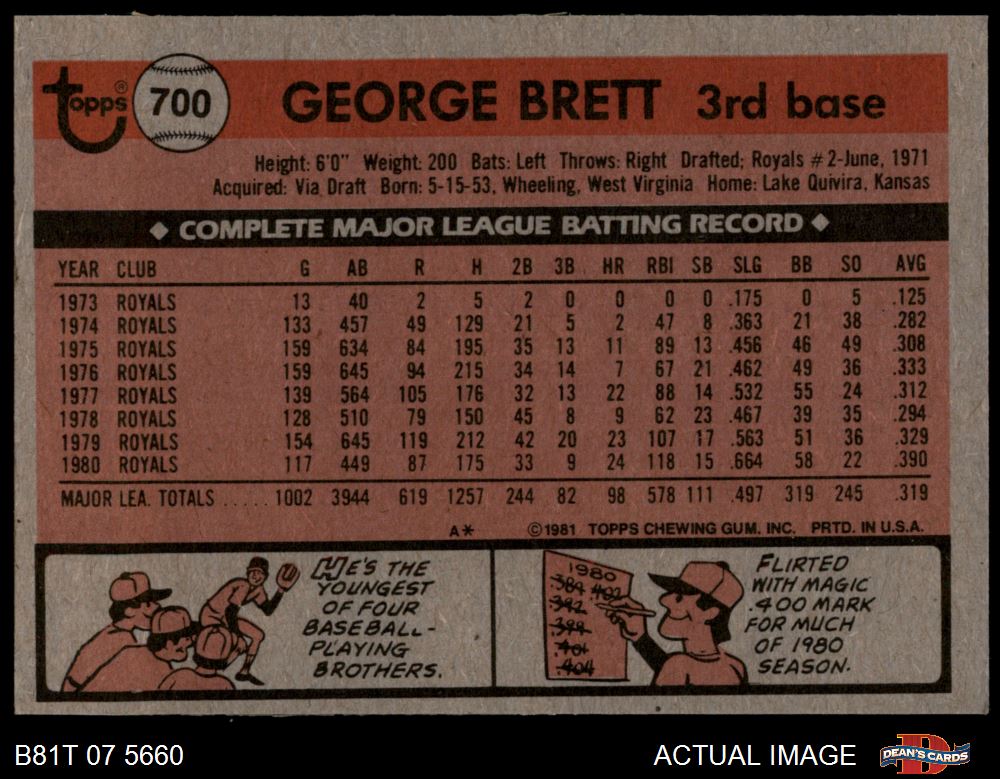 topps® 700 GEORGE BRETT 3rd base
Height: 6'0" Weight: 200 Bats: Left Throws: Right Drafted: Royals #2-June, 1971
Acquired: Via Draft Born: 5-15-53, Wheeling, West Virginia Home: Lake Quivira, Kansas
◆ COMPLETE MAJOR LEAGUE BATTING RECORD ◆
YEAR CLUB G AB R H 2B 3B HR RBI SB SLG BB SO AVG
1973 ROYALS 13 40 2 5 2 0 0 0 0 .175 0 5 .125
1974 ROYALS 133 457 49 129 21 5 2 47 8 .363 21 38 .282
1975 ROYALS 159 634 84 195 35 13 11 89 13 .456 46 49 .308
1976 ROYALS 159 645 94 215 34 14 7 67 21 .462 49 36 .333
1977 ROYALS 139 564 105 176 32 13 22 88 14 .532 55 24 .312
1978 ROYALS 128 510 79 150 45 8 9 62 23 .467 39 35 .294
1979 ROYALS 154 645 119 212 42 20 23 107 17 .563 51 36 .329
1980 ROYALS 117 449 87 175 33 9 24 118 15 .664 58 22 .390
MAJOR LEA. TOTALS ..... 1002 3944 619 1257 244 82 98 578 111 .497 319 245 .319
A* ©1981 TOPPS CHEWING GUM, INC. PRTD. IN U.S.A.
HE'S THE
YOUNGEST
OF FOUR
BASEBALL-
PLAYING
BROTHERS.
1980
.384 .402
.392
.398
.401
.404
FLIRTED
WITH MAGIC
.400 MARK
FOR MUCH
OF 1980
SEASON.
B81T 07 5660 ACTUAL IMAGE DEAN'S CARDS